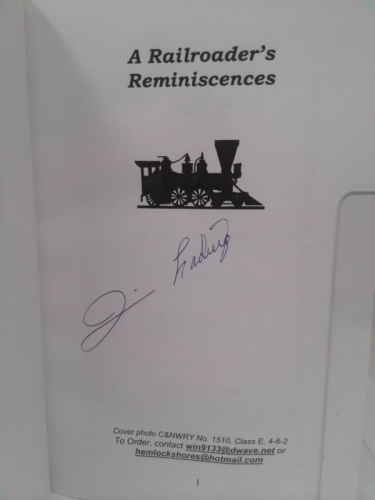 A Railroader's
Reminiscences
Jim
Cover photo C&NWRY No. 1510, Class E, 4-6-2
To Order, contact win9133@dwave.net or
hemlockshores@hotmail.com
1